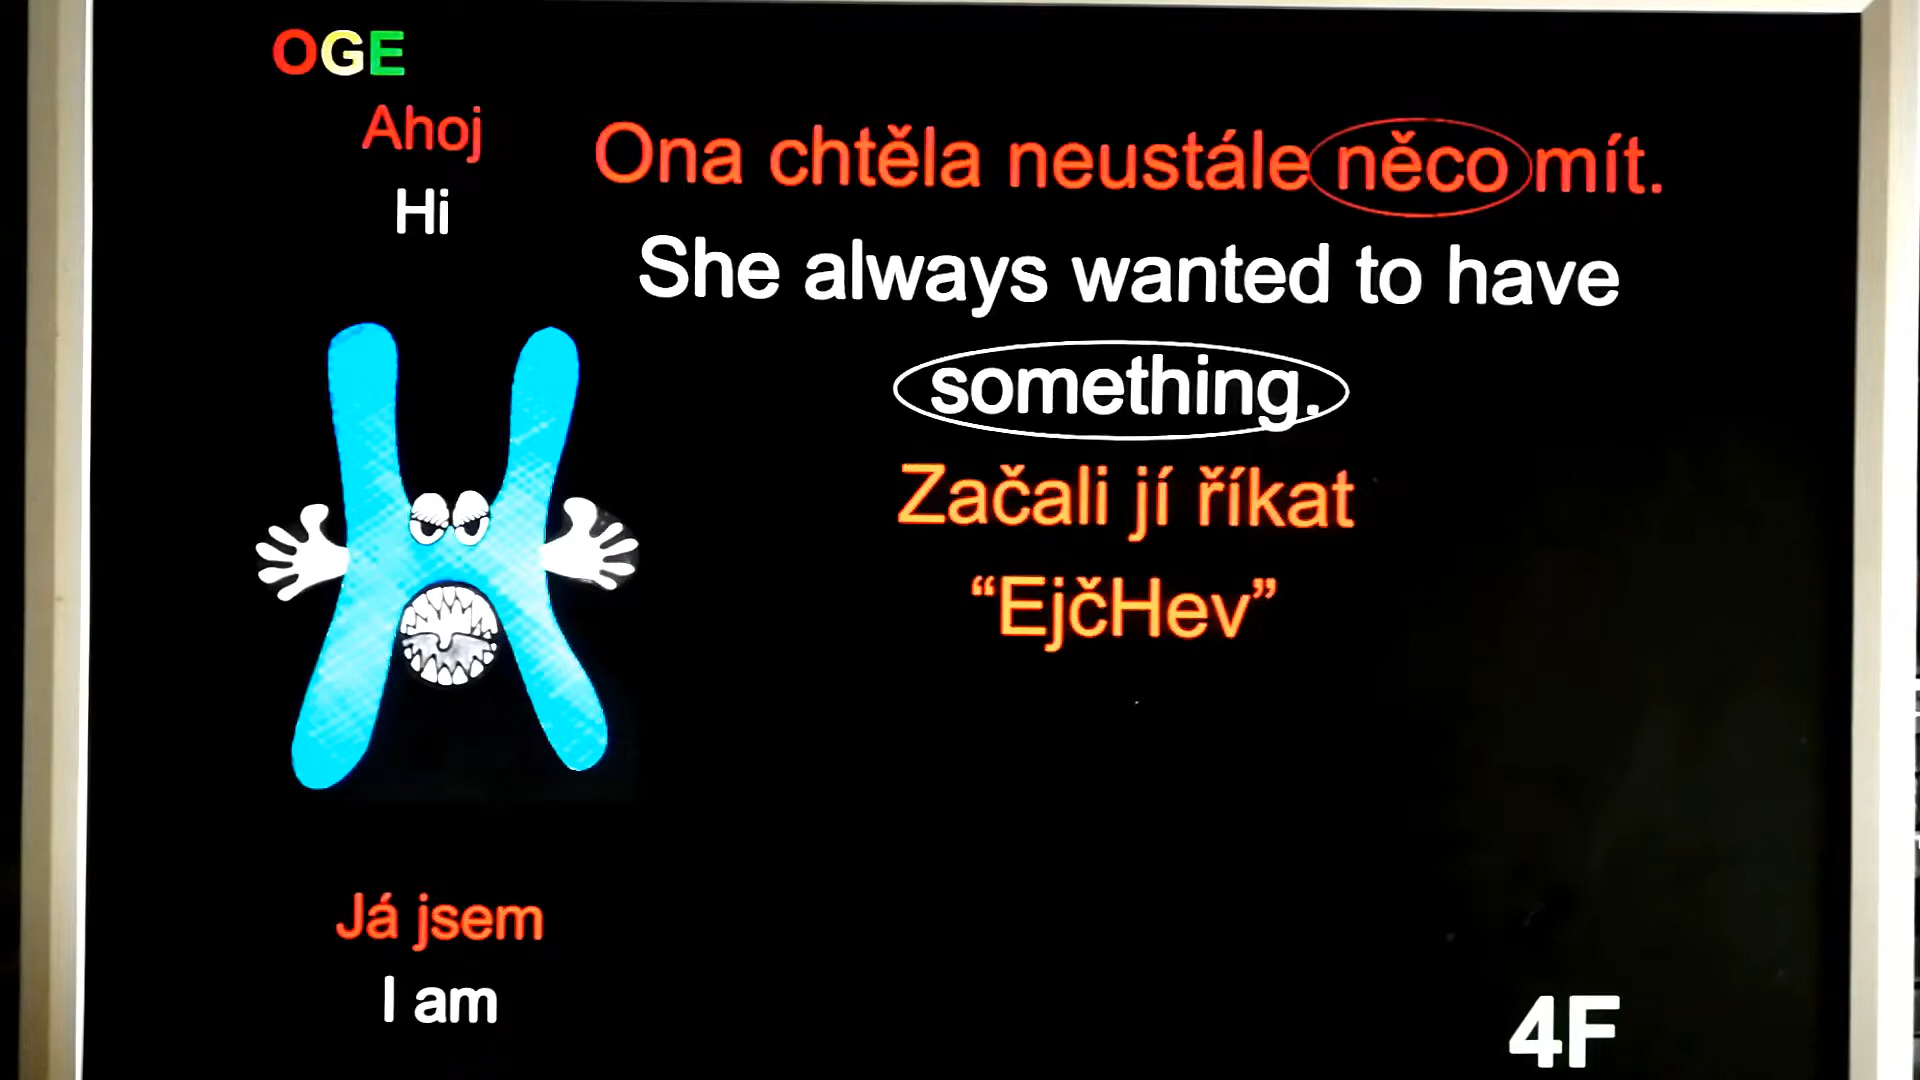 OGE
Ahoj
Hi
Ona chtěla neustále něco mít.
She always wanted to have
something.
Začali jí říkat
“EjčHev”
Já jsem
I am
4F